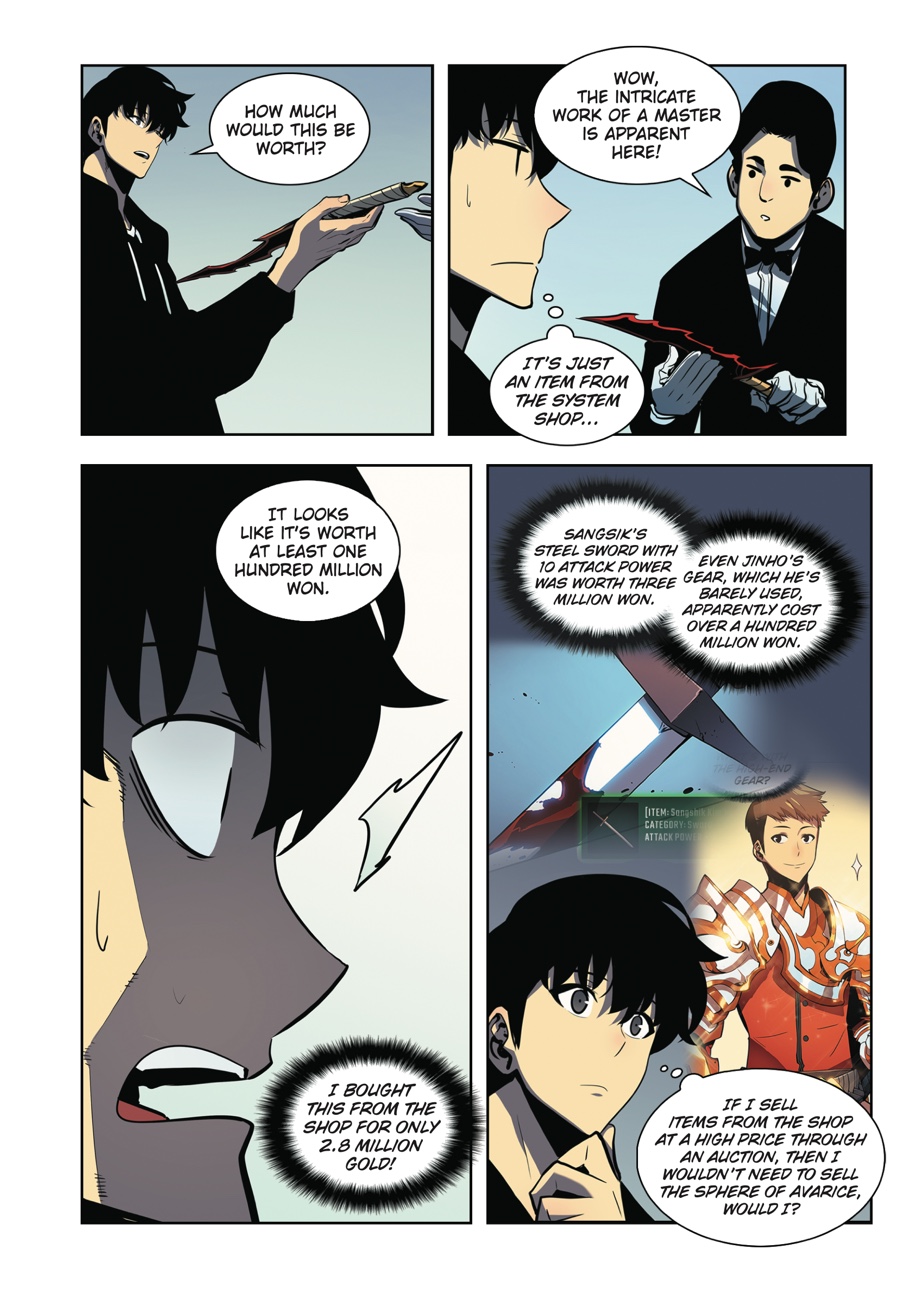 HOW MUCH
WOULD THIS BE
WORTH?
WOW,
THE INTRICATE
WORK OF A MASTER
IS APPARENT
HERE!
IT'S JUST
AN ITEM FROM
THE SYSTEM
SHOP...
IT LOOKS
LIKE IT'S WORTH
AT LEAST ONE
HUNDRED MILLION
WON.
I BOUGHT
THIS FROM THE
SHOP FOR ONLY
2.8 MILLION
GOLD!
SANGSIK'S
STEEL SWORD WITH
10 ATTACK POWER
WAS WORTH THREE
MILLION WON.
EVEN JINHO'S
GEAR, WHICH HE'S
BARELY USED,
APPARENTLY COST
OVER A HUNDRED
MILLION WON.
THE HIGH-END
GEAR?
[ITEM: Sangsik
CATEGORY:
ATTACK POWER
IF I SELL
ITEMS FROM THE SHOP
AT A HIGH PRICE THROUGH
AN AUCTION, THEN I
WOULDN'T NEED TO SELL
THE SPHERE OF AVARICE,
WOULD I?